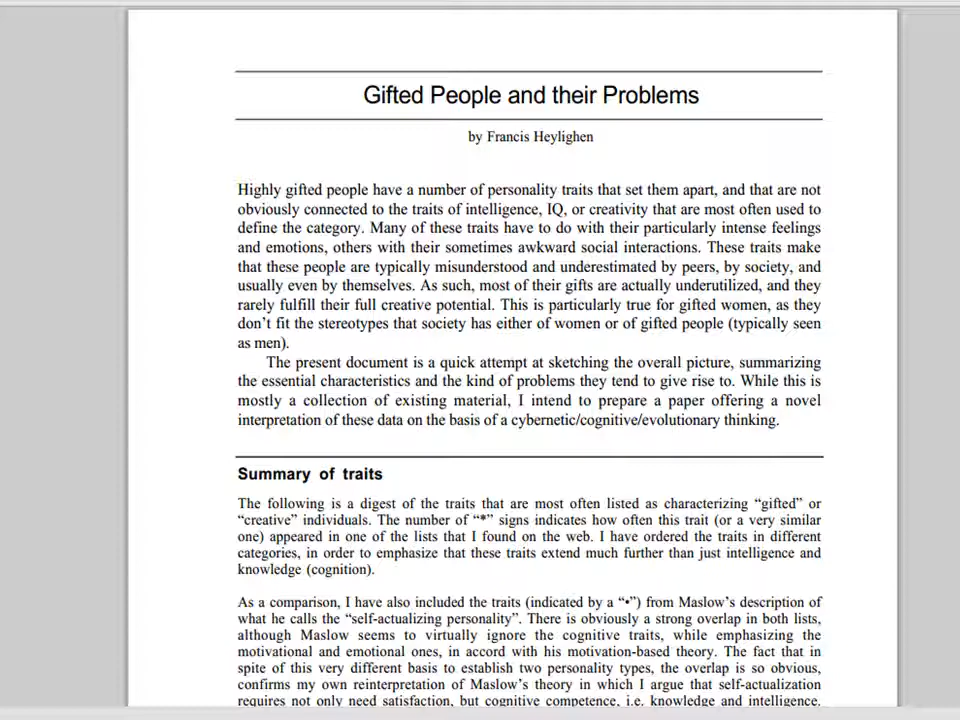 Gifted People and their Problems
by Francis Heylighen
Highly gifted people have a number of personality traits that set them apart, and that are not
obviously connected to the traits of intelligence, IQ, or creativity that are most often used to
define the category. Many of these traits have to do with their particularly intense feelings
and emotions, others with their sometimes awkward social interactions. These traits make
that these people are typically misunderstood and underestimated by peers, by society, and
usually even by themselves. As such, most of their gifts are actually underutilized, and they
rarely fulfill their full creative potential. This is particularly true for gifted women, as they
don’t fit the stereotypes that society has either of women or of gifted people (typically seen
as men).
The present document is a quick attempt at sketching the overall picture, summarizing
the essential characteristics and the kind of problems they tend to give rise to. While this is
mostly a collection of existing material, I intend to prepare a paper offering a novel
interpretation of these data on the basis of a cybernetic/cognitive/evolutionary thinking.
Summary of traits
The following is a digest of the traits that are most often listed as characterizing “gifted” or
“creative” individuals. The number of “*” signs indicates how often this trait (or a very similar
one) appeared in one of the lists that I found on the web. I have ordered the traits in different
categories, in order to emphasize that these traits extend much further than just intelligence and
knowledge (cognition).
As a comparison, I have also included the traits (indicated by a “•”) from Maslow’s description of
what he calls the “self-actualizing personality”. There is obviously a strong overlap in both lists,
although Maslow seems to virtually ignore the cognitive traits, while emphasizing the
motivational and emotional ones, in accord with his motivation-based theory. The fact that in
spite of this very different basis to establish two personality types, the overlap is so obvious,
confirms my own reinterpretation of Maslow’s theory in which I argue that self-actualization
requires not only need satisfaction, but cognitive competence, i.e. knowledge and intelligence.